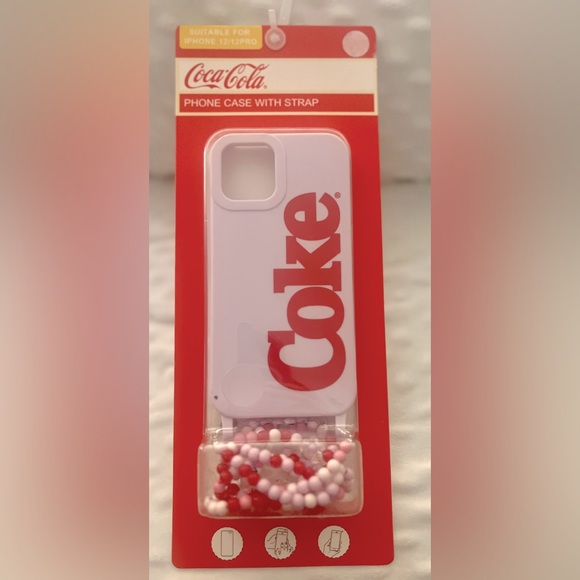 SUITABLE FOR
IPHONE 12/12PRO
Coca-Cola®
PHONE CASE WITH STRAP
Coke®